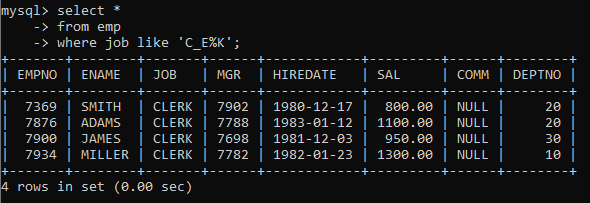 mysql> select *
    -> from emp
    -> where job like 'C_E%K';
+-------+--------+-------+------+------------+---------+------+--------+
| EMPNO | ENAME  | JOB   | MGR  | HIREDATE   | SAL     | COMM | DEPTNO |
+-------+--------+-------+------+------------+---------+------+--------+
|  7369 | SMITH  | CLERK | 7902 | 1980-12-17 |  800.00 | NULL |     20 |
|  7876 | ADAMS  | CLERK | 7788 | 1983-01-12 | 1100.00 | NULL |     20 |
|  7900 | JAMES  | CLERK | 7698 | 1981-12-03 |  950.00 | NULL |     30 |
|  7934 | MILLER | CLERK | 7782 | 1982-01-23 | 1300.00 | NULL |     10 |
+-------+--------+-------+------+------------+---------+------+--------+
4 rows in set (0.00 sec)